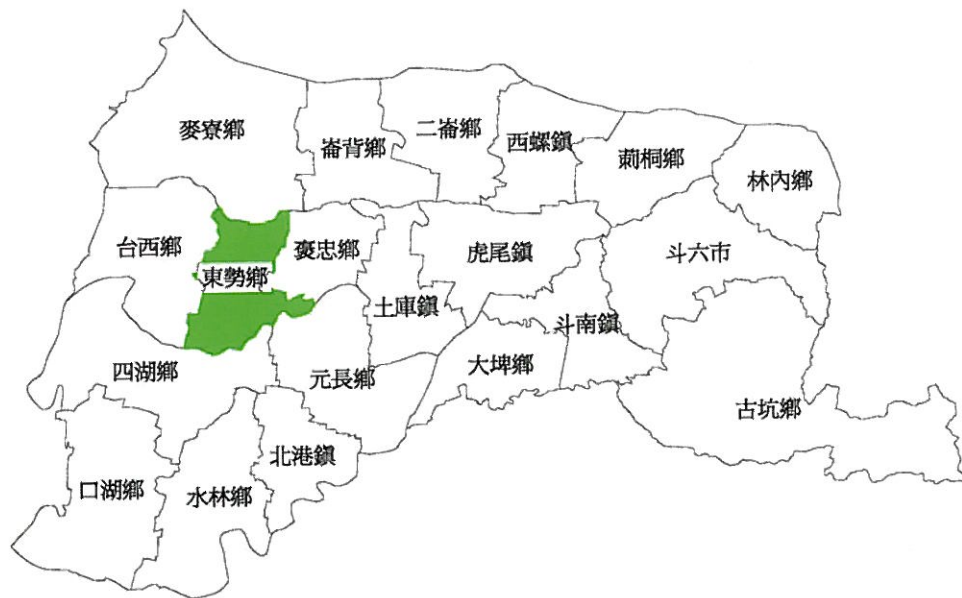 二崙鄉
麥寮鄉
崙背鄉
西螺鎮
莿桐鄉
林內鄉
台西鄉
褒忠鄉
虎尾鎮
斗六市
東勢鄉
土庫鎮
斗南鎮
四湖鄉
元長鄉
大埤鄉
古坑鄉
北港鎮
口湖鄉
水林鄉